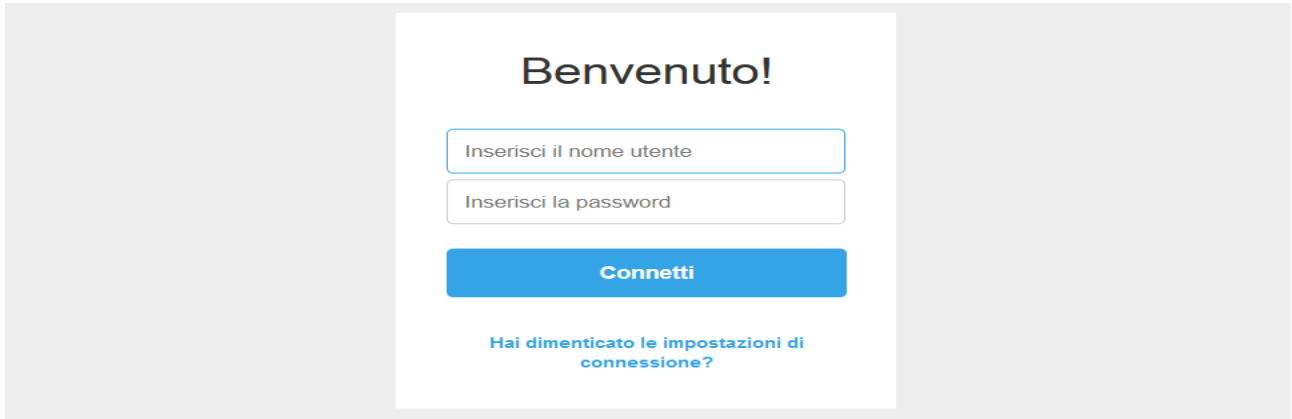 Benvenuto!
Inserisci il nome utente
Inserisci la password
Connetti
Hai dimenticato le impostazioni di
connessione?